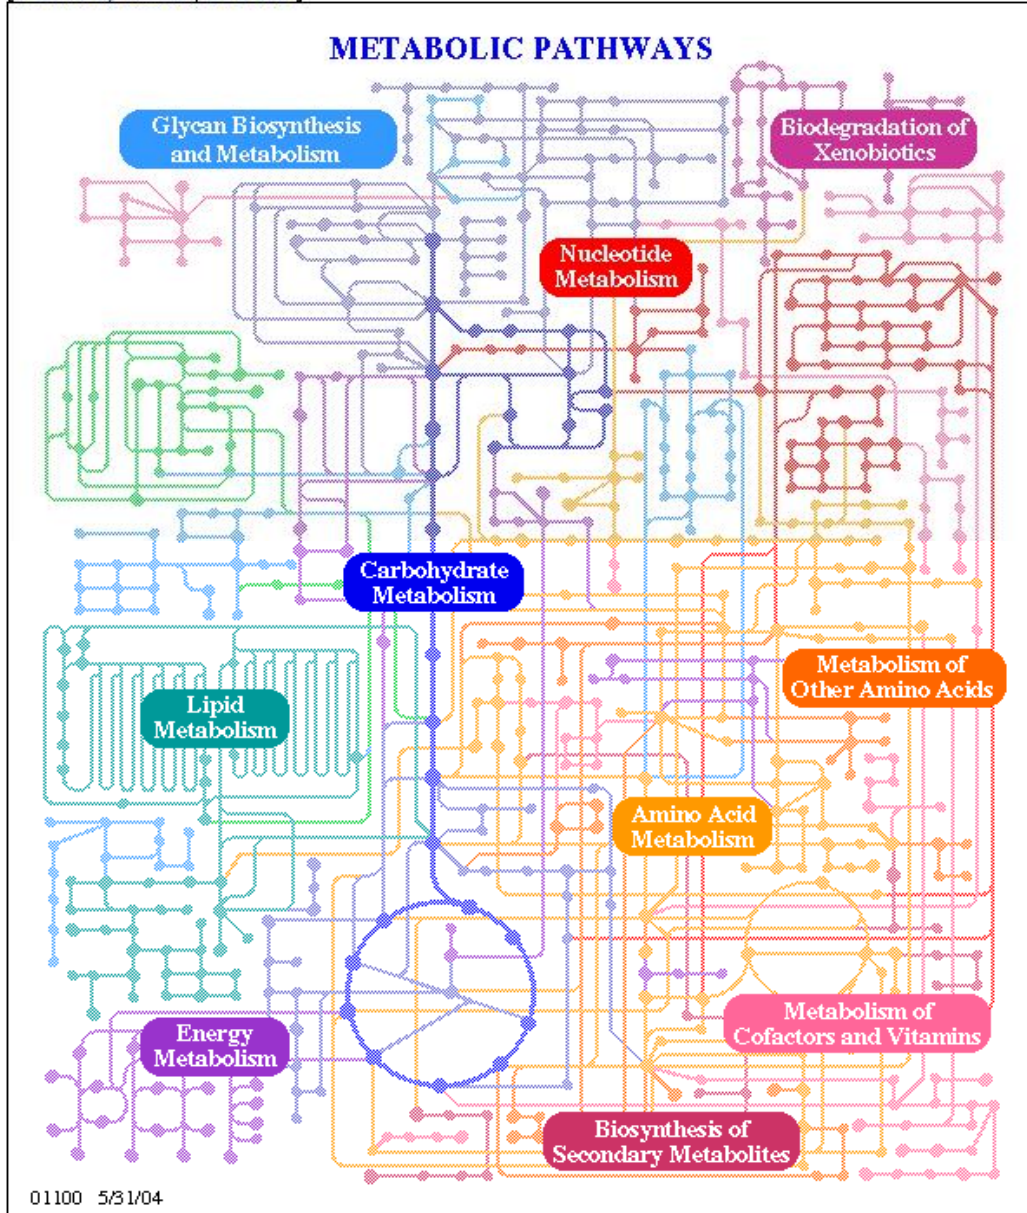 METABOLIC PATHWAYS
Glycan Biosynthesis
and Metabolism
Biodegradation of
Xenobiotics
Nucleotide
Metabolism
Carbohydrate
Metabolism
Metabolism of
Other Amino Acids
Lipid
Metabolism
Amino Acid
Metabolism
Metabolism of
Cofactors and Vitamins
Energy
Metabolism
Biosynthesis of
Secondary Metabolites
01100 5/31/04